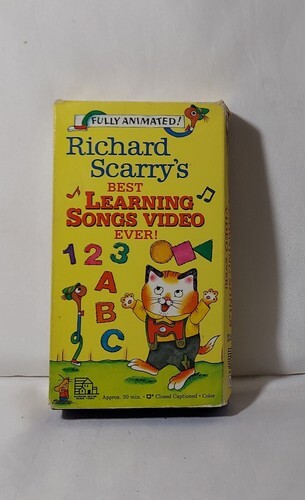 FULLY ANIMATED!
Richard
Scarry's
BEST
LEARNING
SONGS VIDEO
EVER!
1 2 3
A
B
C
Approx. 30 min. • Closed Captioned • Color